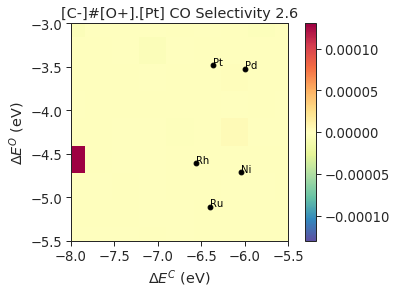 [C-]#[O+].[Pt] CO Selectivity 2.6
−3.0
−3.5
−4.0
−4.5
−5.0
−5.5
ΔE^O (eV)
Pt
Pd
Rh
Ni
Ru
−8.0 −7.5 −7.0 −6.5 −6.0 −5.5
ΔE^C (eV)
0.00010
0.00005
0.00000
−0.00005
−0.00010